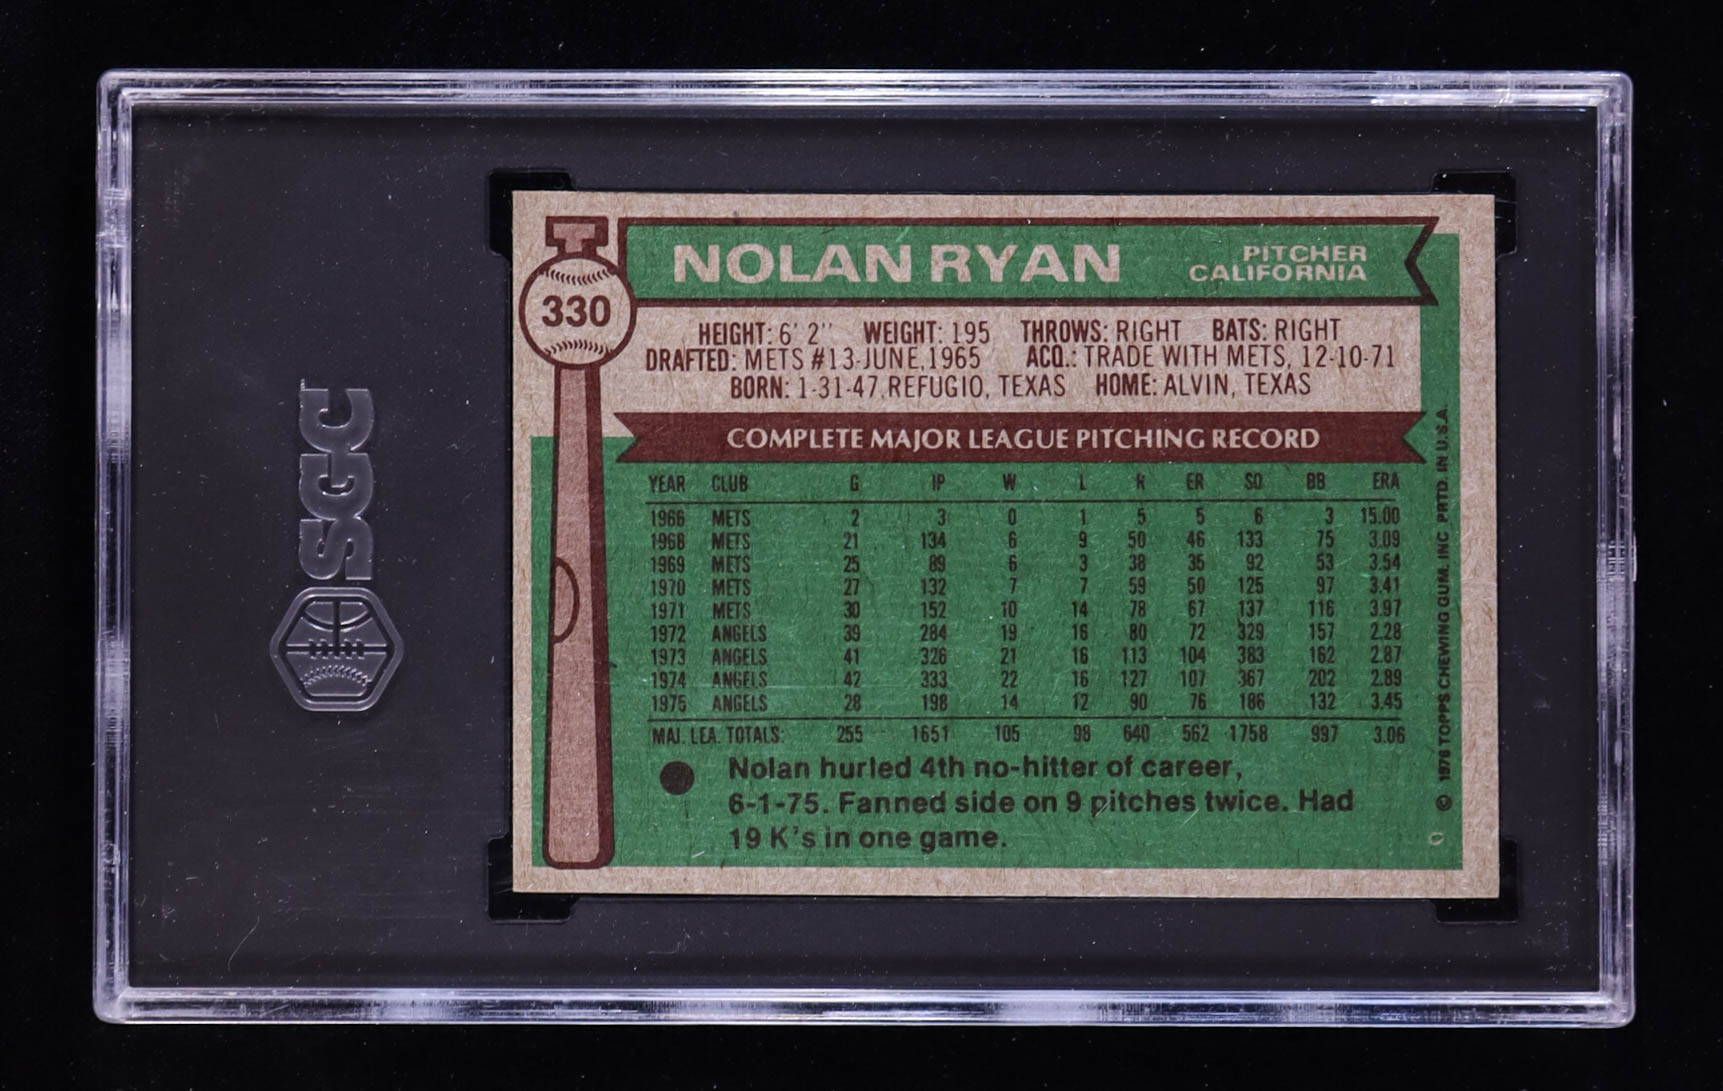 SGC
T
330
NOLAN RYAN
PITCHER
CALIFORNIA
HEIGHT: 6' 2" WEIGHT: 195 THROWS: RIGHT BATS: RIGHT
DRAFTED: METS #13-JUNE, 1965 ACQ.: TRADE WITH METS, 12-10-71
BORN: 1-31-47, REFUGIO, TEXAS HOME: ALVIN, TEXAS
COMPLETE MAJOR LEAGUE PITCHING RECORD
YEAR CLUB G IP W L R ER SO BB ERA
1966 METS 2 3 0 1 5 5 6 3 15.00
1968 METS 21 134 6 9 50 46 133 75 3.09
1969 METS 25 89 6 3 38 35 92 53 3.54
1970 METS 27 132 7 7 59 50 125 97 3.41
1971 METS 30 152 10 14 78 67 137 116 3.97
1972 ANGELS 39 284 19 16 80 72 329 157 2.28
1973 ANGELS 41 326 21 16 113 104 383 162 2.87
1974 ANGELS 42 333 22 16 127 107 367 202 2.89
1975 ANGELS 28 198 14 12 90 76 186 132 3.45
MAJ. LEA. TOTALS: 255 1651 105 98 640 562 1758 997 3.06
Nolan hurled 4th no-hitter of career,
6-1-75. Fanned side on 9 pitches twice. Had
19 K's in one game.
© 1976 TOPPS CHEWING GUM, INC PRTD. IN U.S.A.